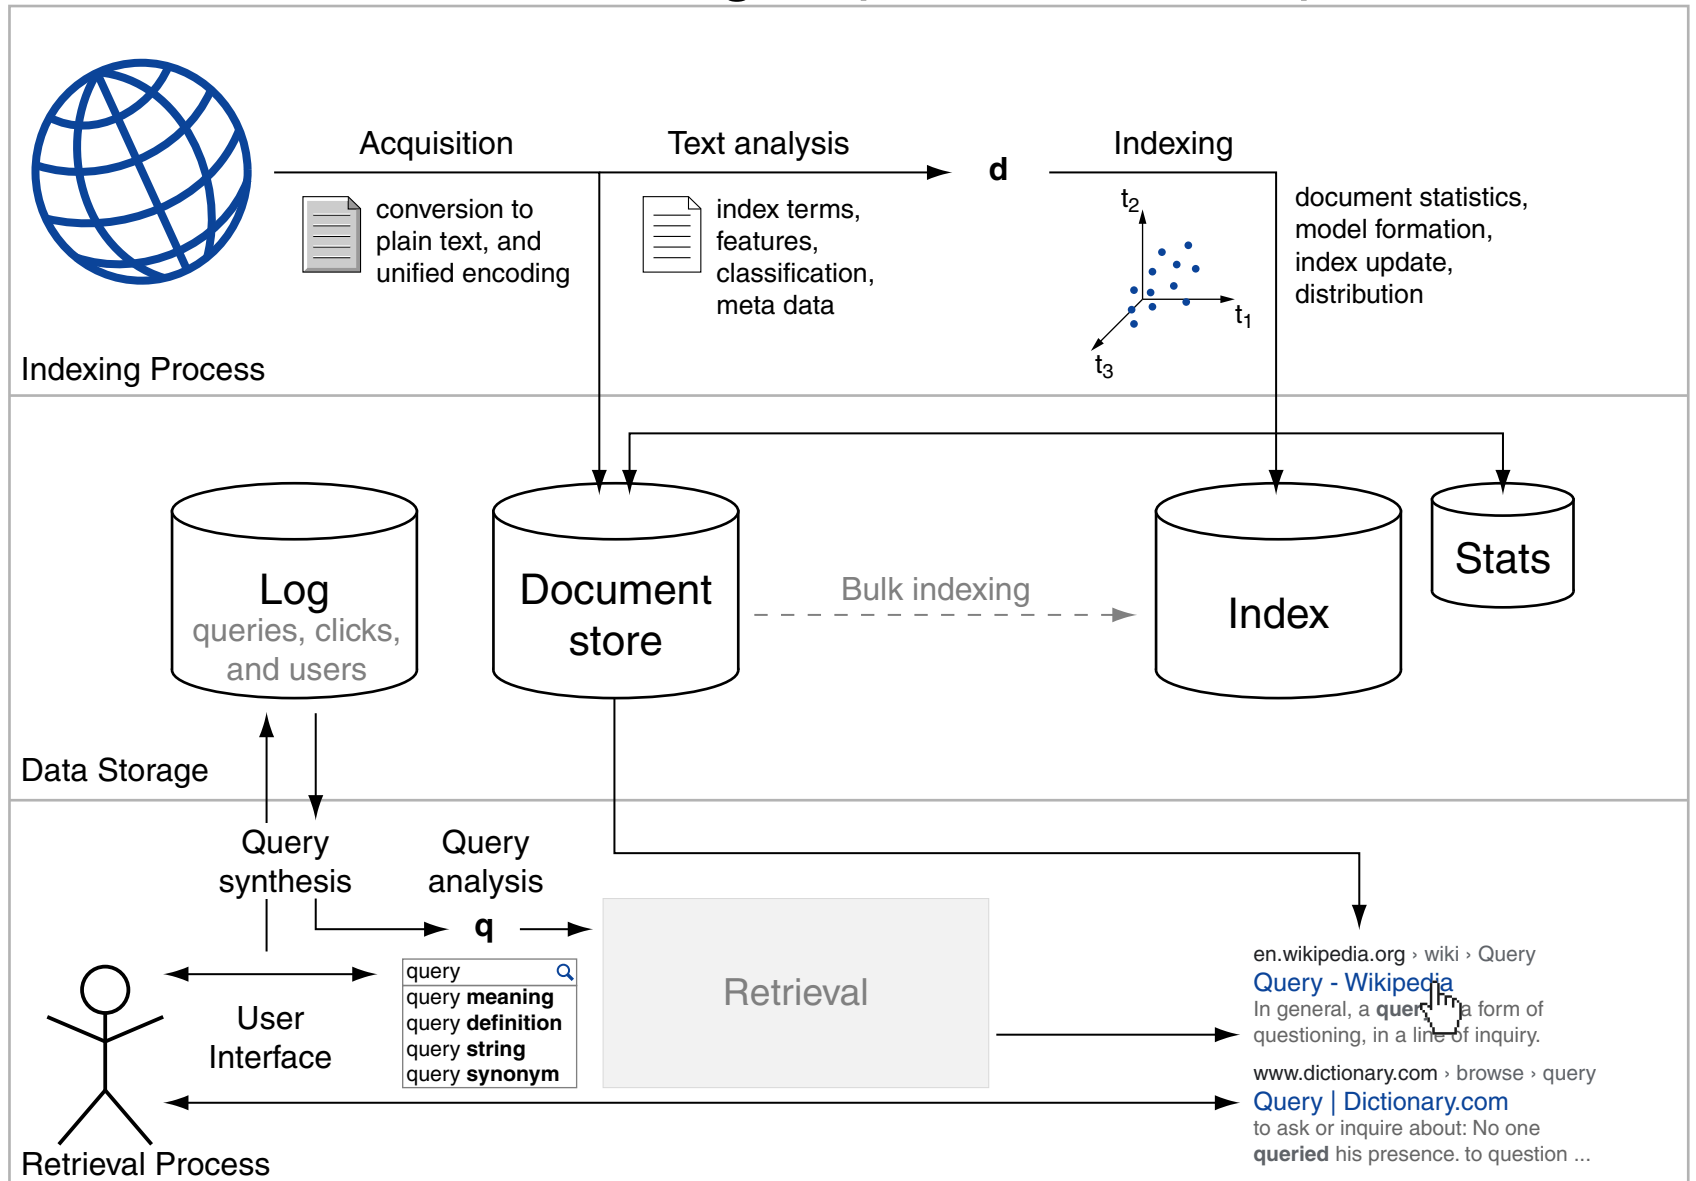 Acquisition
conversion to
plain text, and
unified encoding
Text analysis
index terms,
features,
classification,
meta data
d
Indexing
t2
t1
t3
document statistics,
model formation,
index update,
distribution
Indexing Process
Log
queries, clicks,
and users
Document
store
Bulk indexing
Index
Stats
Data Storage
Query
synthesis
Query
analysis
q
User
Interface
query
query meaning
query definition
query string
query synonym
Retrieval
en.wikipedia.org › wiki › Query
Query - Wikipedia
In general, a a form of
questioning, in a line of inquiry.
www.dictionary.com › browse › query
Query | Dictionary.com
to ask or inquire about: No one
queried his presence. to question ...
Retrieval Process